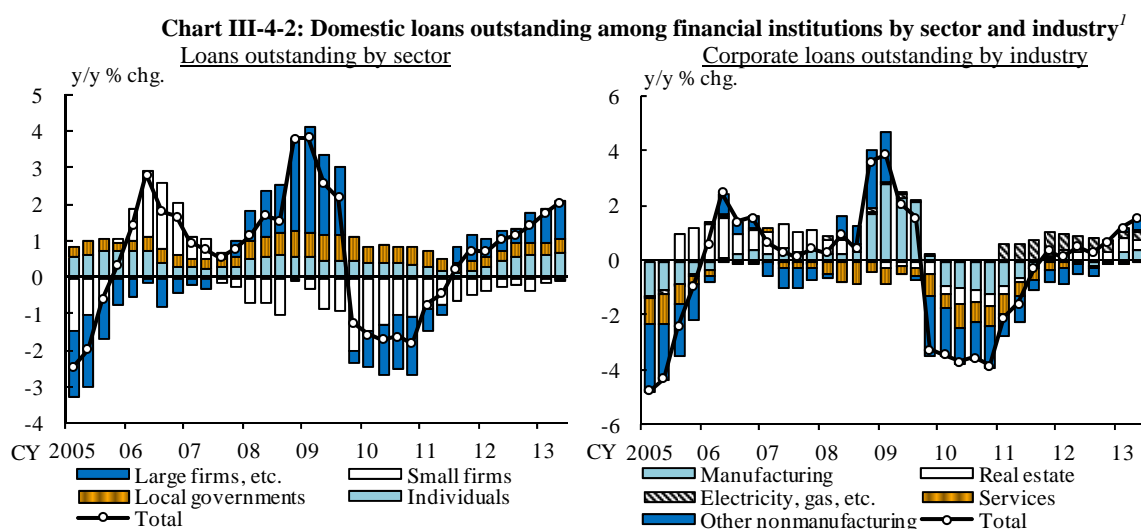 Chart III-4-2: Domestic loans outstanding among financial institutions by sector and industry1
Loans outstanding by sector
y/y % chg.
5
4
3
2
1
0
-1
-2
-3
-4
CY 2005 06 07 08 09 10 11 12 13
Large firms, etc. Small firms
Local governments Individuals
Total
Corporate loans outstanding by industry
y/y % chg.
6
4
2
0
-2
-4
-6
CY 2005 06 07 08 09 10 11 12 13
Manufacturing Real estate
Electricity, gas, etc. Services
Other nonmanufacturing Total